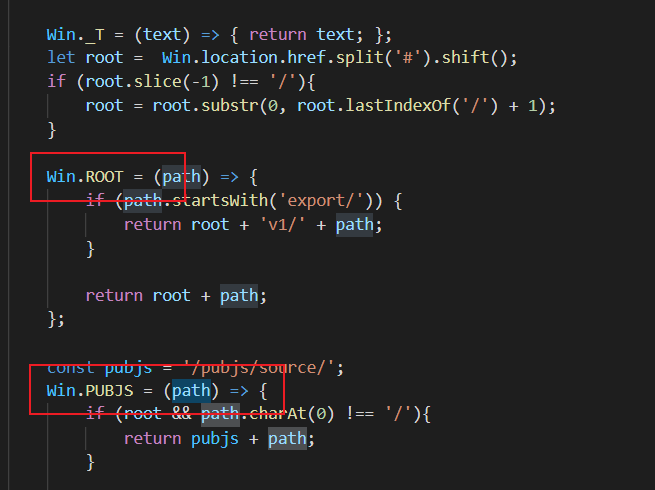 Win._T = (text) => { return text; };
let root =  Win.location.href.split('#').shift();
if (root.slice(-1) !== '/'){
    root = root.substr(0, root.lastIndexOf('/') + 1);
}
Win.ROOT = (path) => {
    if (path.startsWith('export/')) {
        return root + 'v1/' + path;
    }
    return root + path;
};
const pubjs = '/pubjs/source/';
Win.PUBJS = (path) => {
    if (root && path.charAt(0) !== '/'){
        return pubjs + path;
    }